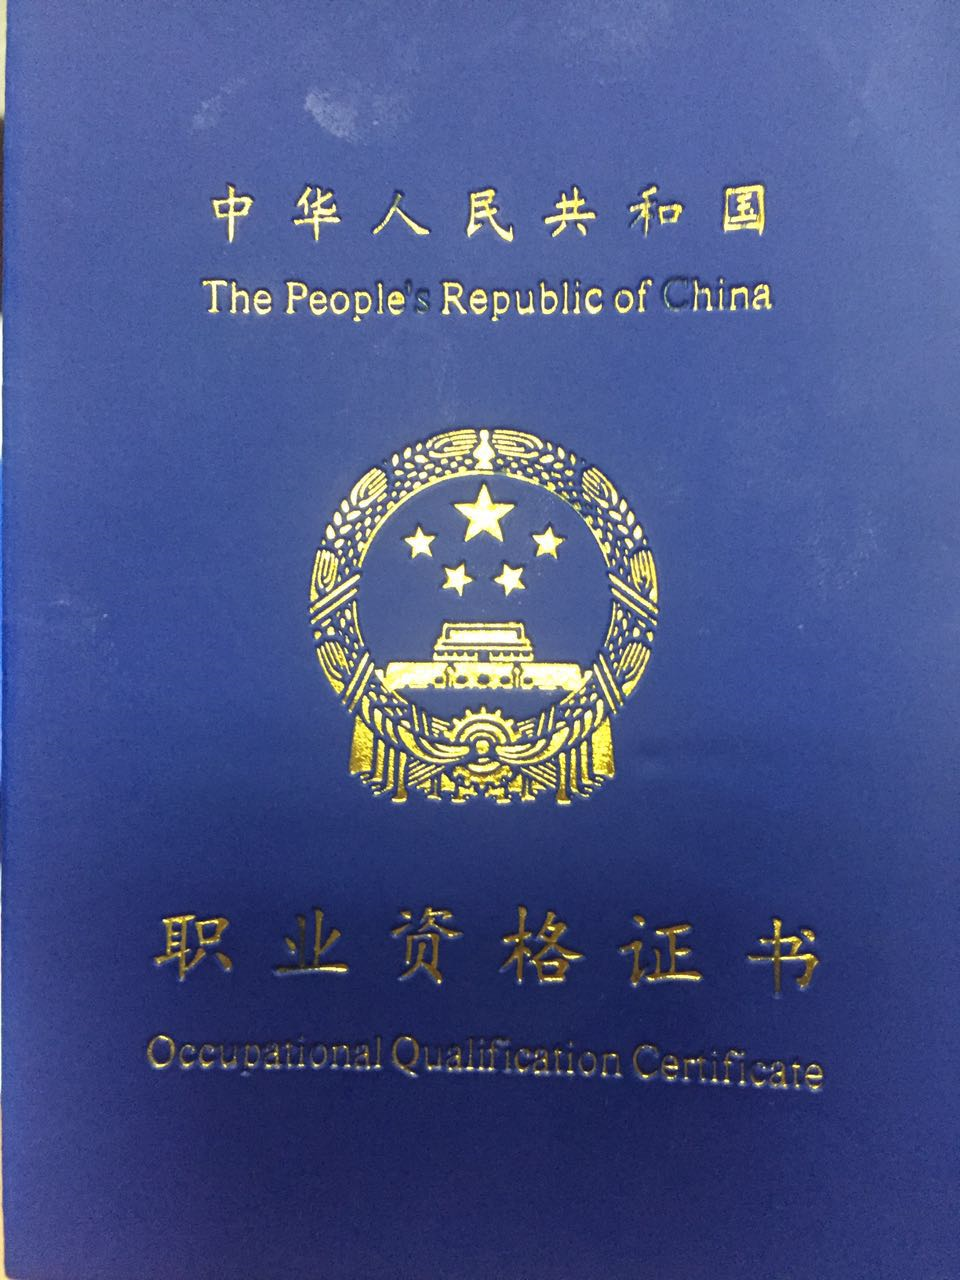 中华人民共和国
The People's Republic of China
职业资格证书
Occupational Qualification Certificate